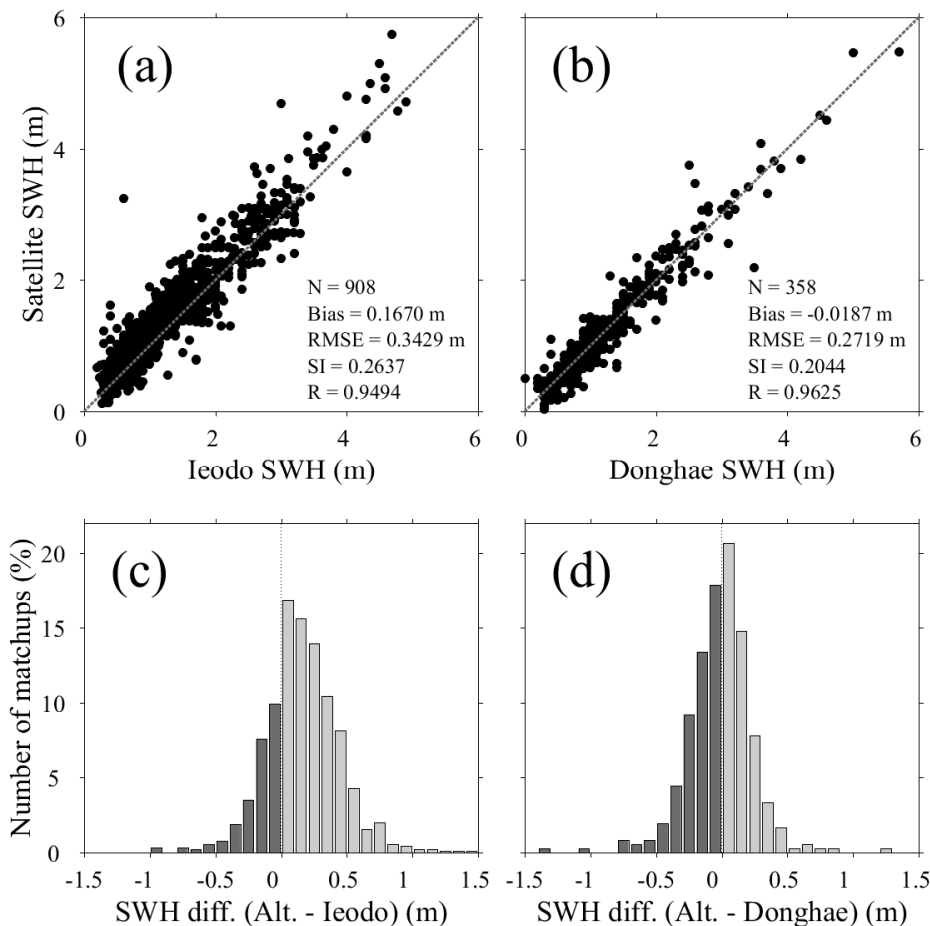 (a)
6
4
2
0
Satellite SWH (m)
N = 908
Bias = 0.1670 m
RMSE = 0.3429 m
SI = 0.2637
R = 0.9494
0 2 4 6
Ieodo SWH (m)
(b)
N = 358
Bias = -0.0187 m
RMSE = 0.2719 m
SI = 0.2044
R = 0.9625
0 2 4 6
Donghae SWH (m)
(c)
20
15
10
5
0
Number of matchups (%)
-1.5 -1 -0.5 0 0.5 1 1.5
SWH diff. (Alt. - Ieodo) (m)
(d)
-1.5 -1 -0.5 0 0.5 1 1.5
SWH diff. (Alt. - Donghae) (m)